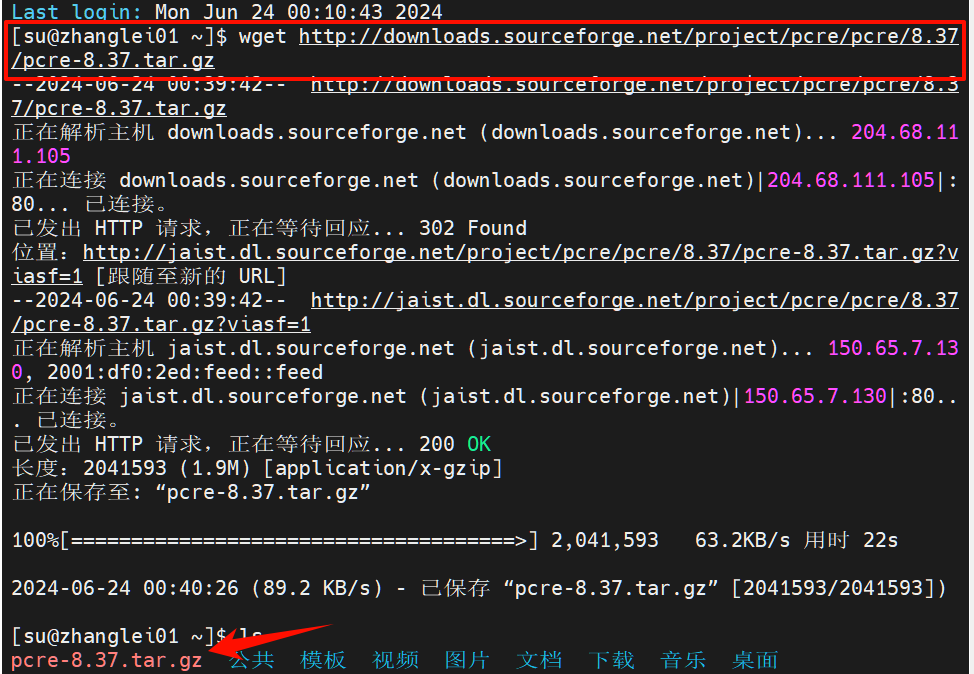 Last login: Mon Jun 24 00:10:43 2024
[su@zhanglei01 ~]$ wget http://downloads.sourceforge.net/project/pcre/pcre/8.37
/pcre-8.37.tar.gz
--2024-06-24 00:39:42--  http://downloads.sourceforge.net/project/pcre/pcre/8.3
7/pcre-8.37.tar.gz
正在解析主机 downloads.sourceforge.net (downloads.sourceforge.net)... 204.68.11
1.105
正在连接 downloads.sourceforge.net (downloads.sourceforge.net)|204.68.111.105|:
80... 已连接。
已发出 HTTP 请求，正在等待回应... 302 Found
位置：http://jaist.dl.sourceforge.net/project/pcre/pcre/8.37/pcre-8.37.tar.gz?v
iasf=1 [跟随至新的 URL]
--2024-06-24 00:39:42--  http://jaist.dl.sourceforge.net/project/pcre/pcre/8.37
/pcre-8.37.tar.gz?viasf=1
正在解析主机 jaist.dl.sourceforge.net (jaist.dl.sourceforge.net)... 150.65.7.13
0, 2001:df0:2ed:feed::feed
正在连接 jaist.dl.sourceforge.net (jaist.dl.sourceforge.net)|150.65.7.130|:80..
. 已连接。
已发出 HTTP 请求，正在等待回应... 200 OK
长度：2041593 (1.9M) [application/x-gzip]
正在保存至: “pcre-8.37.tar.gz”
100%[=====================================>] 2,041,593   63.2KB/s 用时 22s
2024-06-24 00:40:26 (89.2 KB/s) - 已保存 “pcre-8.37.tar.gz” [2041593/2041593])
[su@zhanglei01 ~]$ ls
pcre-8.37.tar.gz  公共  模板  视频  图片  文档  下载  音乐  桌面